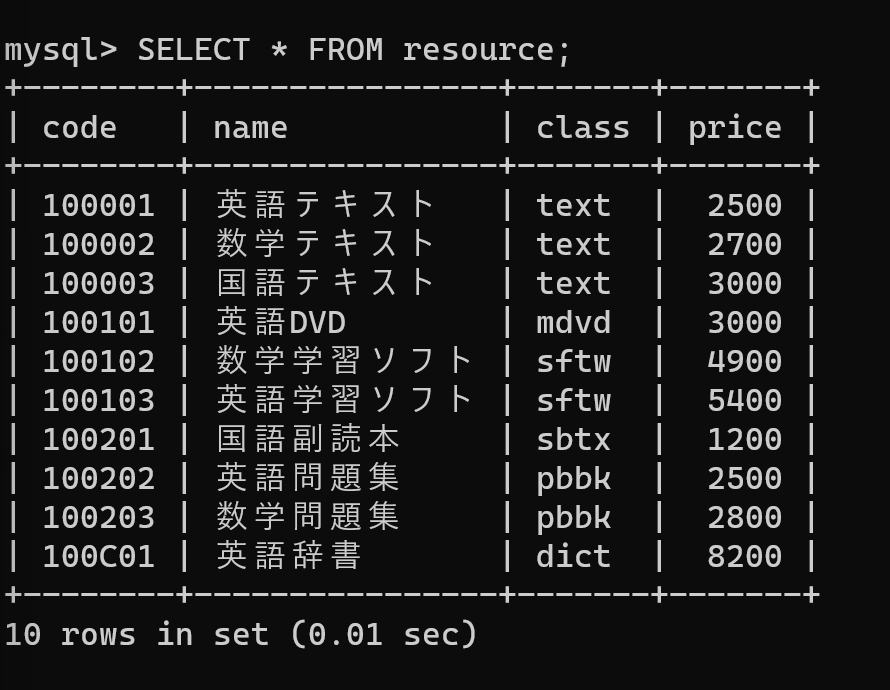 mysql> SELECT * FROM resource;
+--------+----------------+-------+-------+
| code   | name           | class | price |
+--------+----------------+-------+-------+
| 100001 | 英語テキスト   | text  |  2500 |
| 100002 | 数学テキスト   | text  |  2700 |
| 100003 | 国語テキスト   | text  |  3000 |
| 100101 | 英語DVD        | mdvd  |  3000 |
| 100102 | 数学学習ソフト | sftw  |  4900 |
| 100103 | 英語学習ソフト | sftw  |  5400 |
| 100201 | 国語副読本     | sbtx  |  1200 |
| 100202 | 英語問題集     | pbbk  |  2500 |
| 100203 | 数学問題集     | pbbk  |  2800 |
| 100C01 | 英語辞書       | dict  |  8200 |
+--------+----------------+-------+-------+
10 rows in set (0.01 sec)